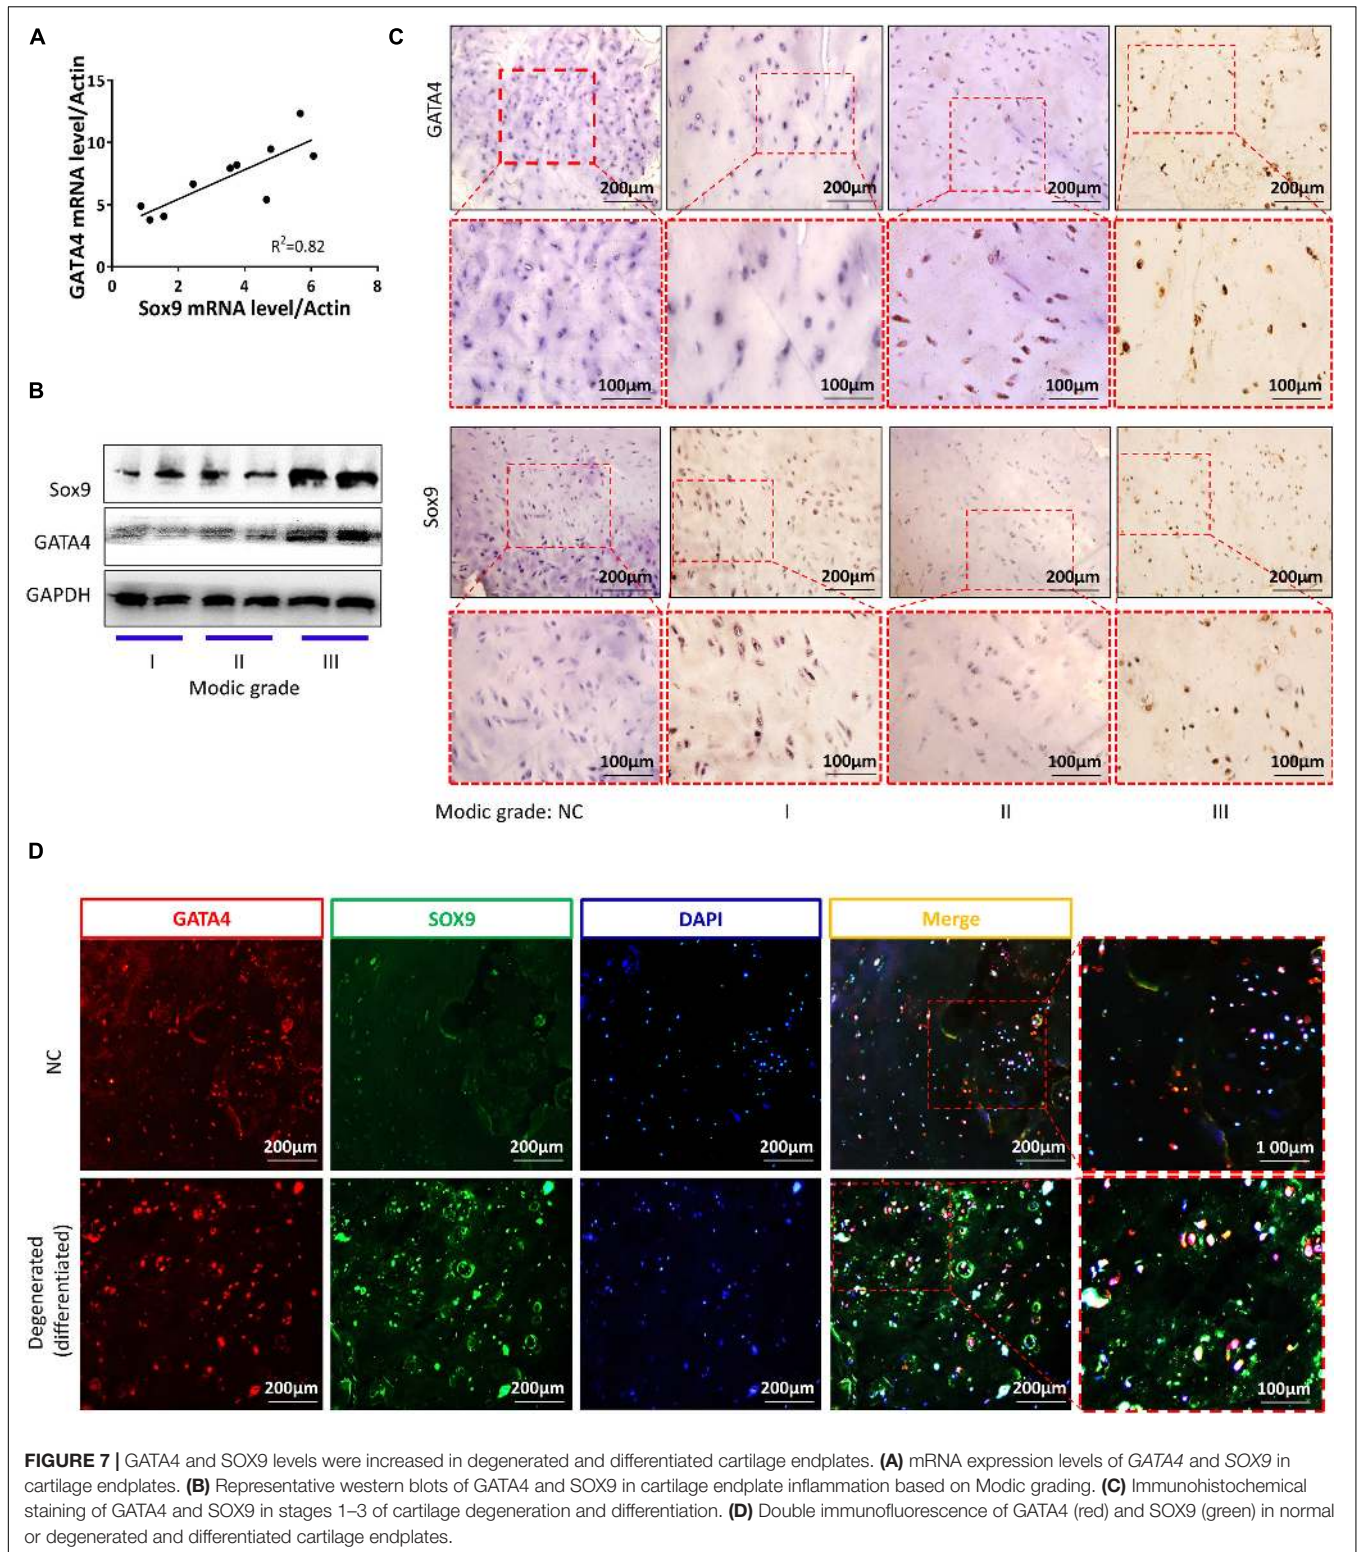 A
GATA4 mRNA level/Actin
15
10
5
0
R²=0.82
0 2 4 6 8
Sox9 mRNA level/Actin
B
Sox9
GATA4
GAPDH
I II III
Modic grade
C
GATA4
200μm 200μm 200μm 200μm
100μm 100μm 100μm 100μm
Sox9
200μm 200μm 200μm 200μm
100μm 100μm 100μm 100μm
Modic grade: NC I II III
D
GATA4 SOX9 DAPI Merge
NC
200μm 200μm 200μm 200μm 1 00μm
Degenerated
(differentiated)
200μm 200μm 200μm 200μm 100μm
FIGURE 7 | GATA4 and SOX9 levels were increased in degenerated and differentiated cartilage endplates. (A) mRNA expression levels of GATA4 and SOX9 in
cartilage endplates. (B) Representative western blots of GATA4 and SOX9 in cartilage endplate inflammation based on Modic grading. (C) Immunohistochemical
staining of GATA4 and SOX9 in stages 1–3 of cartilage degeneration and differentiation. (D) Double immunofluorescence of GATA4 (red) and SOX9 (green) in normal
or degenerated and differentiated cartilage endplates.